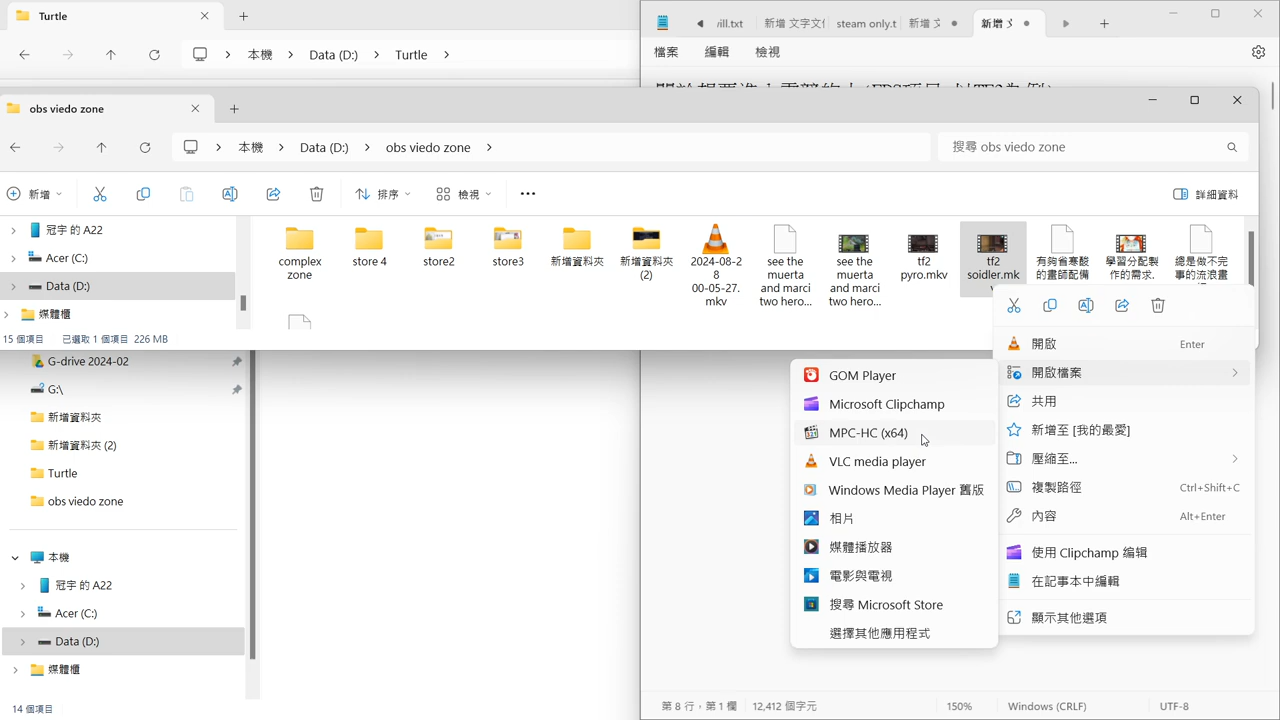 Turtle
本機
Data (D:)
Turtle
ill.txt
新增 文字文
steam only.t
新增 文
新增 文
檔案
編輯
檢視
obs viedo zone
本機
Data (D:)
obs viedo zone
搜尋 obs viedo zone
新增
排序
檢視
詳細資料
冠宇 的 A22
Acer (C:)
Data (D:)
媒體櫃
complex
zone
store 4
store2
store3
新增資料夾
新增資料夾
(2)
2024-08-2
8
00-05-27.
mkv
see the
muerta
and marci
two hero...
see the
muerta
and marci
two hero...
tf2
pyro.mkv
tf2
soidler.mk
有夠省寒酸
的畫師配備
學習分配製
作的需求.
總是做不完
事的流浪畫
15 個項目
已選取 1 個項目
226 MB
開啟
Enter
開啟檔案
共用
新增至 [我的最愛]
壓縮至...
複製路徑
Ctrl+Shift+C
內容
Alt+Enter
使用 Clipchamp 編輯
在記事本中編輯
顯示其他選項
GOM Player
Microsoft Clipchamp
MPC-HC (x64)
VLC media player
Windows Media Player 舊版
相片
媒體播放器
電影與電視
搜尋 Microsoft Store
選擇其他應用程式
G-drive 2024-02
G:\
新增資料夾
新增資料夾 (2)
Turtle
obs viedo zone
本機
冠宇 的 A22
Acer (C:)
Data (D:)
媒體櫃
14 個項目
第 8 行，第 1 欄
12,412 個字元
150%
Windows (CRLF)
UTF-8